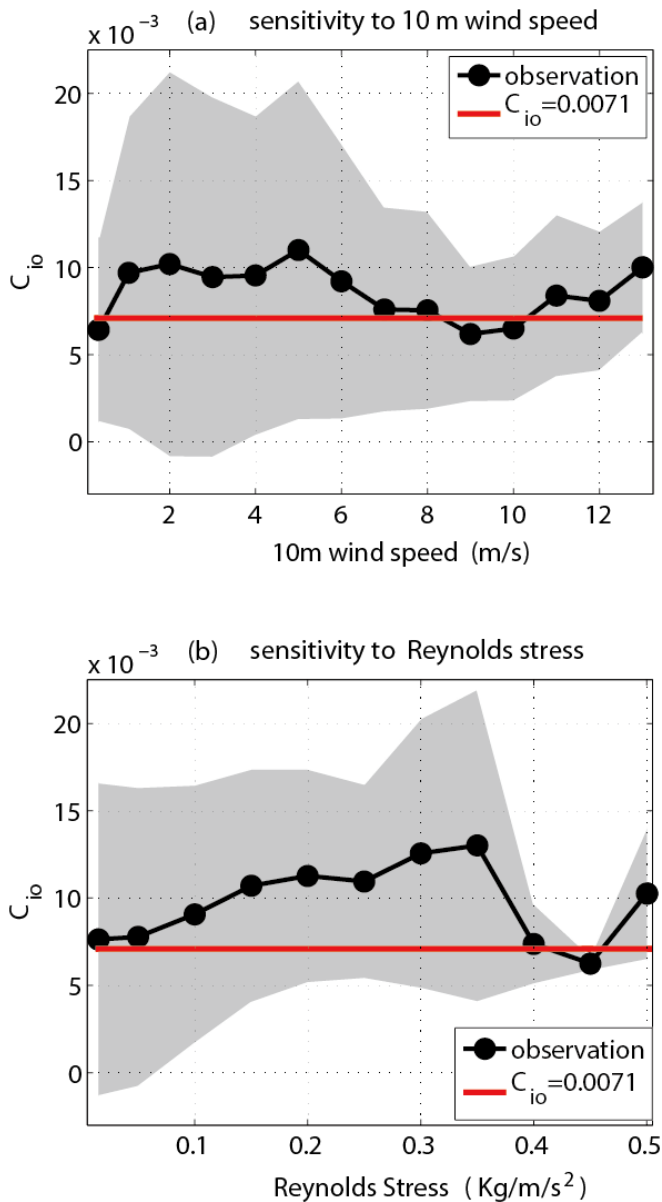 x 10⁻³ (a) sensitivity to 10 m wind speed
observation
C_io=0.0071
20
15
10
5
0
C_io
2 4 6 8 10 12
10m wind speed (m/s)
x 10⁻³ (b) sensitivity to Reynolds stress
20
15
10
5
0
C_io
observation
C_io=0.0071
0.1 0.2 0.3 0.4 0.5
Reynolds Stress (Kg/m/s²)